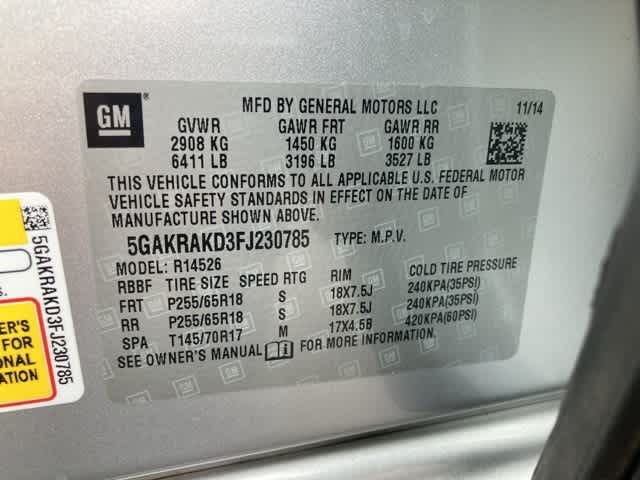 GM
MFD BY GENERAL MOTORS LLC 11/14
GVWR GAWR FRT GAWR RR
2908 KG 1450 KG 1600 KG
6411 LB 3196 LB 3527 LB
THIS VEHICLE CONFORMS TO ALL APPLICABLE U.S. FEDERAL MOTOR
VEHICLE SAFETY STANDARDS IN EFFECT ON THE DATE OF
MANUFACTURE SHOWN ABOVE.
5GAKRAKD3FJ230785 TYPE: M.P.V.
MODEL: R14526
RBBF TIRE SIZE SPEED RTG RIM COLD TIRE PRESSURE
FRT P255/65R18 S 18X7.5J 240KPA(35PSI)
RR P255/65R18 S 18X7.5J 240KPA(35PSI)
SPA T145/70R17 M 17X4.5B 420KPA(60PSI)
SEE OWNER'S MANUAL FOR MORE INFORMATION.
5GAKRAKD3FJ230785
s.
ER'S
FOR
ONAL
ATION